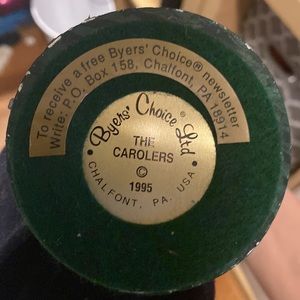 To receive a free Byers' Choice® newsletter
Write: P.O. Box 158, Chalfont, PA 18914
Byers' Choice® Ltd
THE
CAROLERS
©
1995
• CHALFONT, PA. USA •